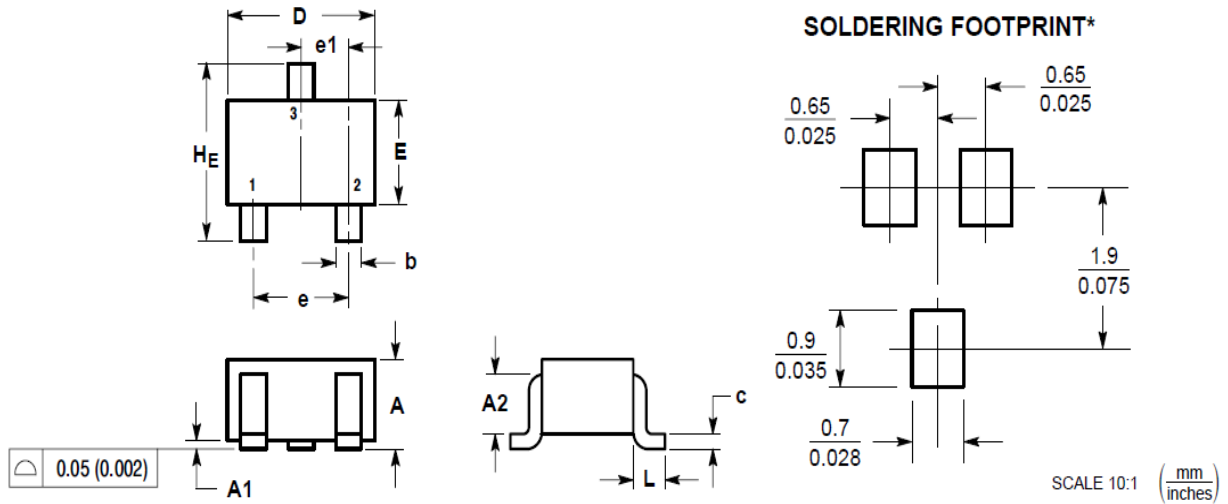 D
e1
3
HE
E
1
2
b
e
A
A1
0.05 (0.002)
A2
c
L
SOLDERING FOOTPRINT*
0.65
0.025
0.65
0.025
1.9
0.075
0.9
0.035
0.7
0.028
SCALE 10:1 (mm
inches)